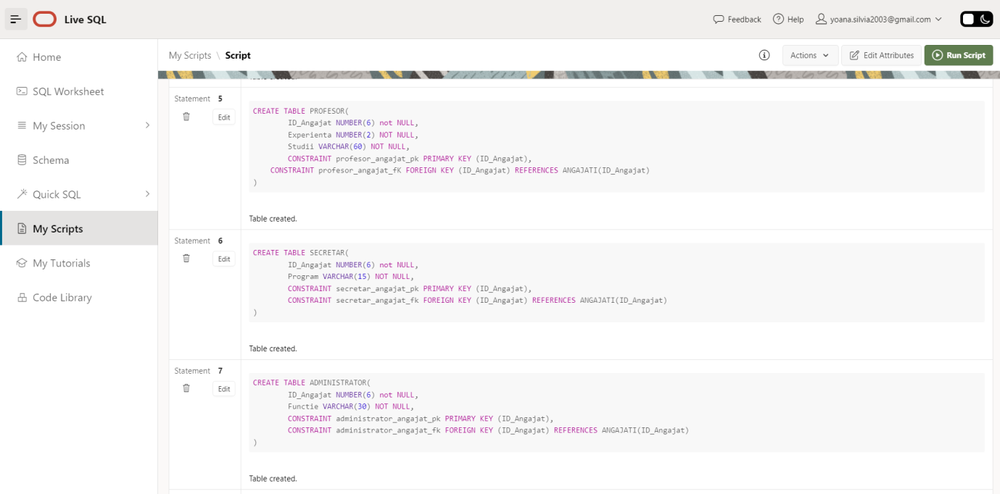 Live SQL
Feedback
Help
yoana.silvia2003@gmail.com
Home
SQL Worksheet
My Session
Schema
Quick SQL
My Scripts
My Tutorials
Code Library
My Scripts \ Script
Actions
Edit Attributes
Run Script
Statement 5
Edit
CREATE TABLE PROFESOR(
ID_Angajat NUMBER(6) not NULL,
Experienta NUMBER(2) NOT NULL,
Studii VARCHAR(60) NOT NULL,
CONSTRAINT profesor_angajat_pk PRIMARY KEY (ID_Angajat),
CONSTRAINT profesor_angajat_fK FOREIGN KEY (ID_Angajat) REFERENCES ANGAJATI(ID_Angajat)
)
Table created.
Statement 6
Edit
CREATE TABLE SECRETAR(
ID_Angajat NUMBER(6) not NULL,
Program VARCHAR(15) NOT NULL,
CONSTRAINT secretar_angajat_pk PRIMARY KEY (ID_Angajat),
CONSTRAINT secretar_angajat_fk FOREIGN KEY (ID_Angajat) REFERENCES ANGAJATI(ID_Angajat)
)
Table created.
Statement 7
Edit
CREATE TABLE ADMINISTRATOR(
ID_Angajat NUMBER(6) not NULL,
Functie VARCHAR(30) NOT NULL,
CONSTRAINT administrator_angajat_pk PRIMARY KEY (ID_Angajat),
CONSTRAINT administrator_angajat_fk FOREIGN KEY (ID_Angajat) REFERENCES ANGAJATI(ID_Angajat)
)
Table created.